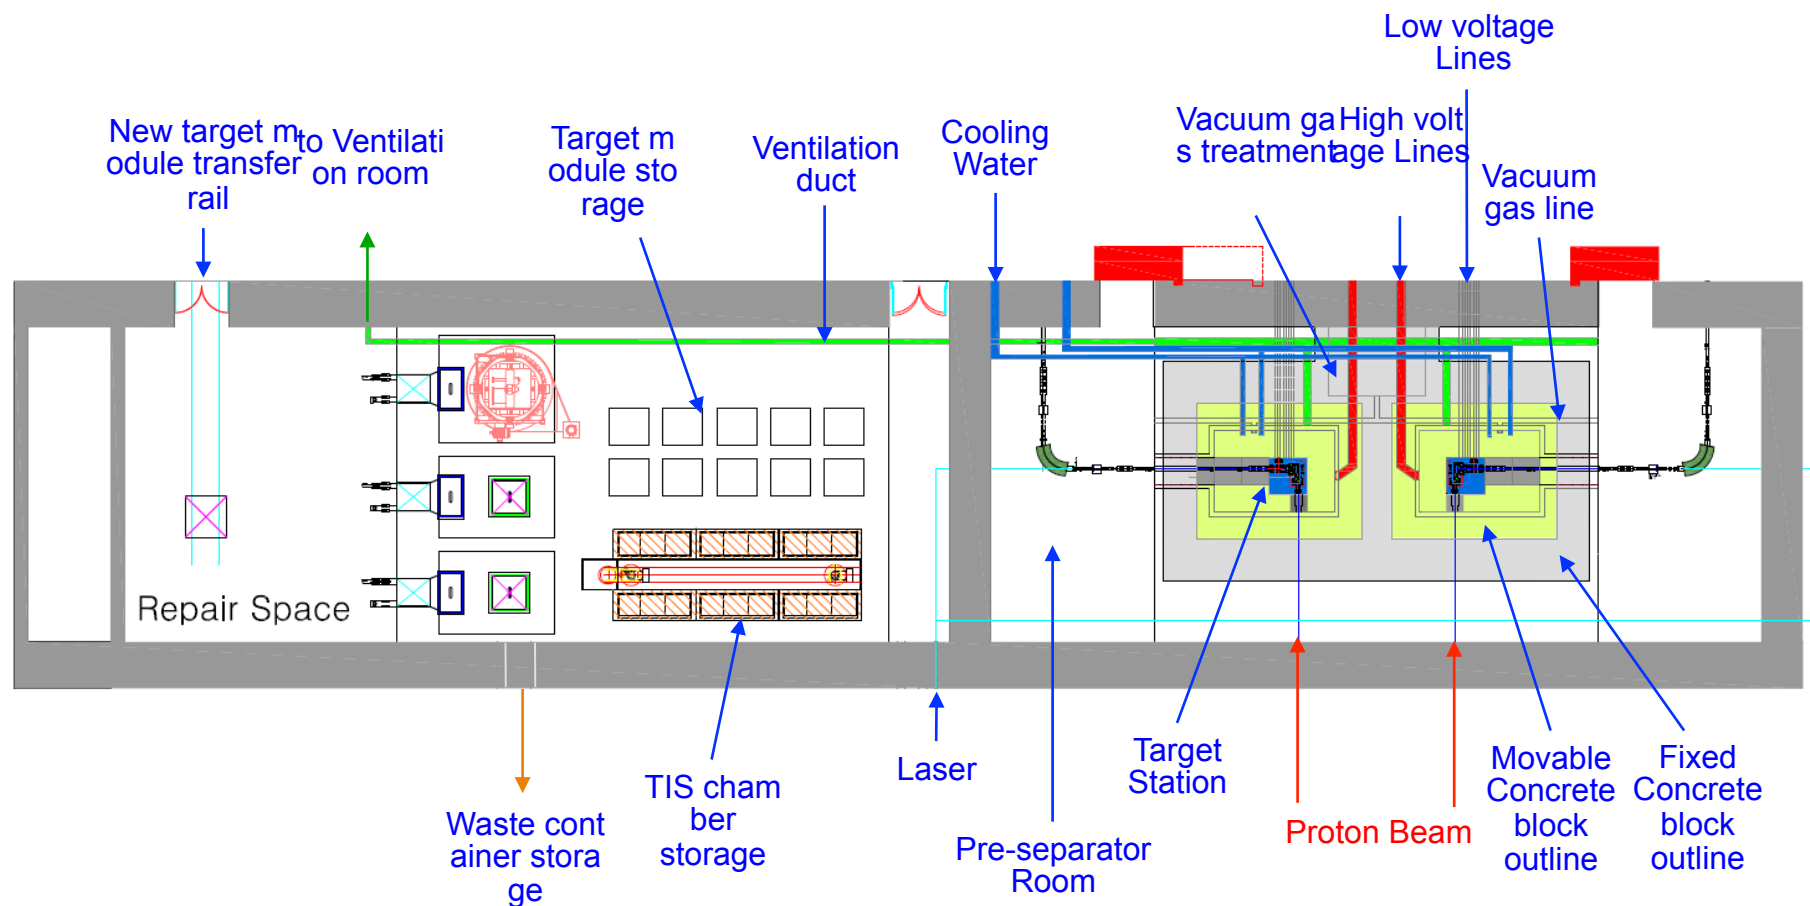 Low voltage
Lines
New target m
odule transfer
rail
to Ventilati
on room
Target m
odule sto
rage
Ventilation
duct
Cooling
Water
Vacuum ga
s treatment
High volt
age Lines
Vacuum
gas line
Repair Space
Waste cont
ainer stora
ge
TIS cham
ber
storage
Laser
Pre-separator
Room
Target
Station
Proton Beam
Movable
Concrete
block
outline
Fixed
Concrete
block
outline